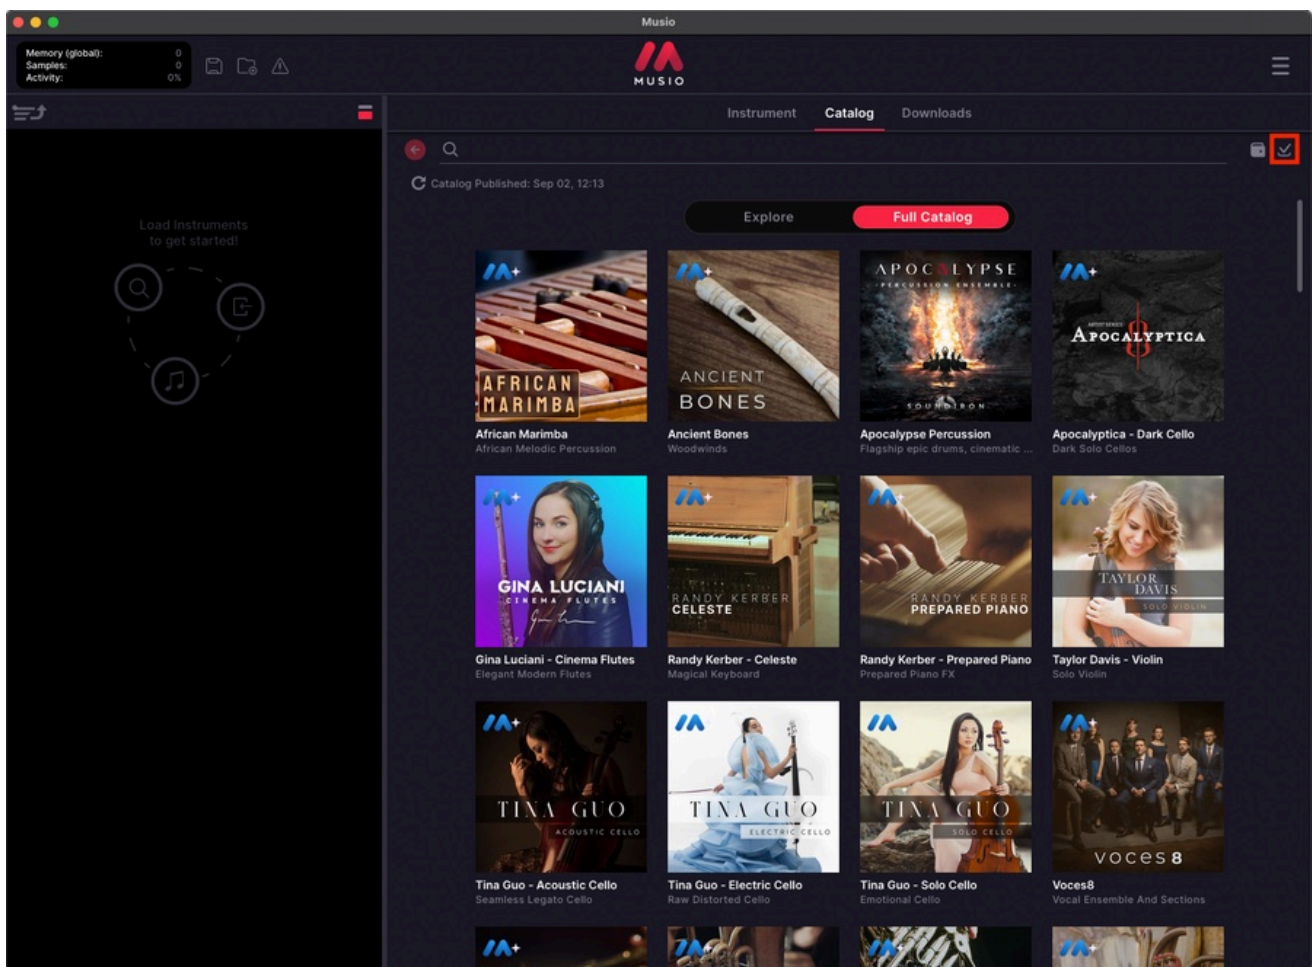 Musio
Memory (global): 0
Samples: 0
Activity: 0%
MUSIO
Instrument Catalog Downloads
Catalog Published: Sep 02, 12:13
Load Instruments
to get started!
Explore Full Catalog
AFRICAN
MARIMBA
African Marimba
African Melodic Percussion
ANCIENT
BONES
Ancient Bones
Woodwinds
APOCALYPSE
PERCUSSION ENSEMBLE
SOUNDIRON
Apocalypse Percussion
Flagship epic drums, cinematic ...
ARTIST SERIES
APOCALYPTICA
Apocalyptica - Dark Cello
Dark Solo Cellos
GINA LUCIANI
CINEMA FLUTES
Gina Luciani - Cinema Flutes
Elegant Modern Flutes
RANDY KERBER
CELESTE
Randy Kerber - Celeste
Magical Keyboard
RANDY KERBER
PREPARED PIANO
Randy Kerber - Prepared Piano
Prepared Piano FX
TAYLOR
DAVIS
SOLO VIOLIN
Taylor Davis - Violin
Solo Violin
TINA GUO
ACOUSTIC CELLO
Tina Guo - Acoustic Cello
Seamless Legato Cello
TINA GUO
ELECTRIC CELLO
Tina Guo - Electric Cello
Raw Distorted Cello
TINA GUO
SOLO CELLO
Tina Guo - Solo Cello
Emotional Cello
voces8
Voces8
Vocal Ensemble And Sections